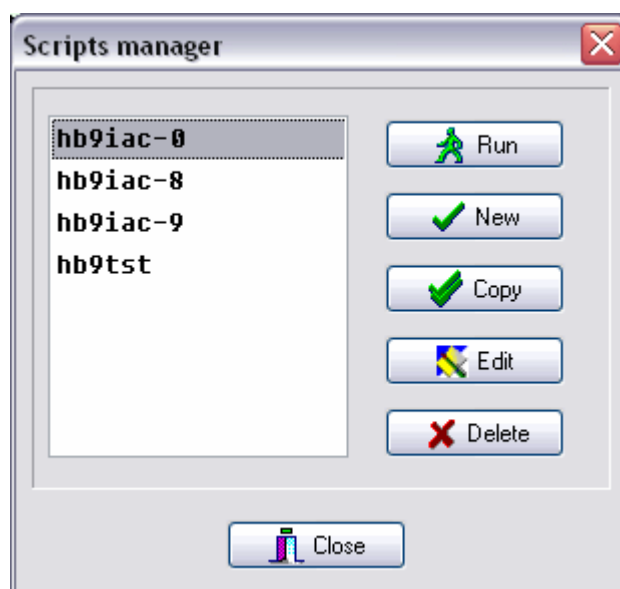 Scripts manager
hb9iac-0
hb9iac-8
hb9iac-9
hb9tst
Run
New
Copy
Edit
Delete
Close